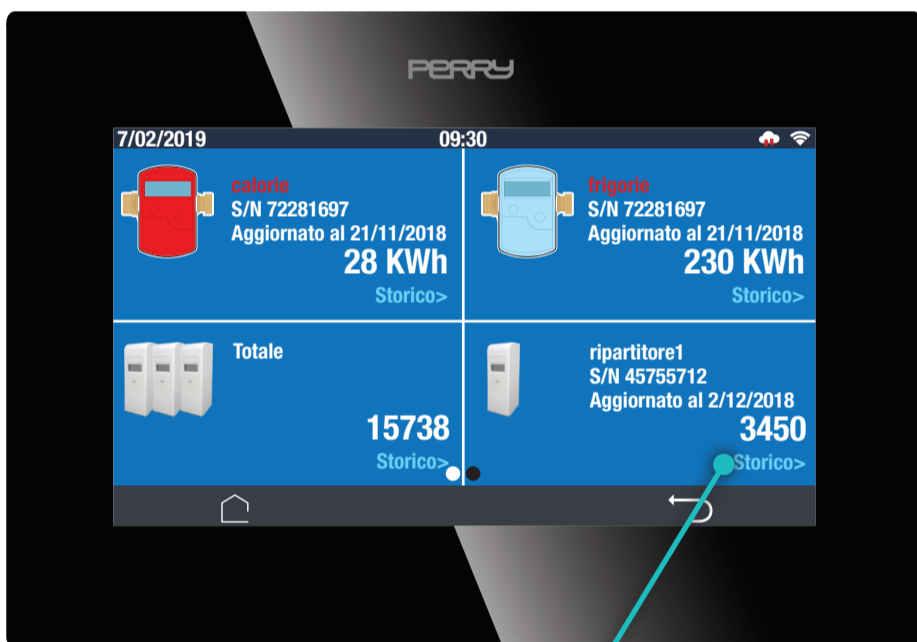 PERRY
7/02/2019
09:30
calorie
S/N 72281697
Aggiornato al 21/11/2018
28 KWh
Storico>
frigorie
S/N 72281697
Aggiornato al 21/11/2018
230 KWh
Storico>
Totale
15738
Storico>
ripartitore1
S/N 45755712
Aggiornato al 2/12/2018
3450
Storico>